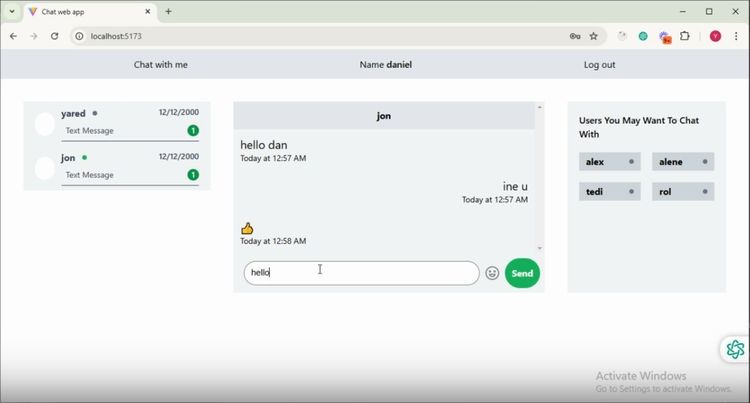 Chat web app
localhost:5173
9+
Y
Chat with me
Name daniel
Log out
yared
12/12/2000
Text Message
1
jon
12/12/2000
Text Message
1
jon
hello dan
Today at 12:57 AM
ine u
Today at 12:57 AM
👍
Today at 12:58 AM
hello
Send
Users You May Want To Chat
With
alex
alene
tedi
rol
Activate Windows
Go to Settings to activate Windows.